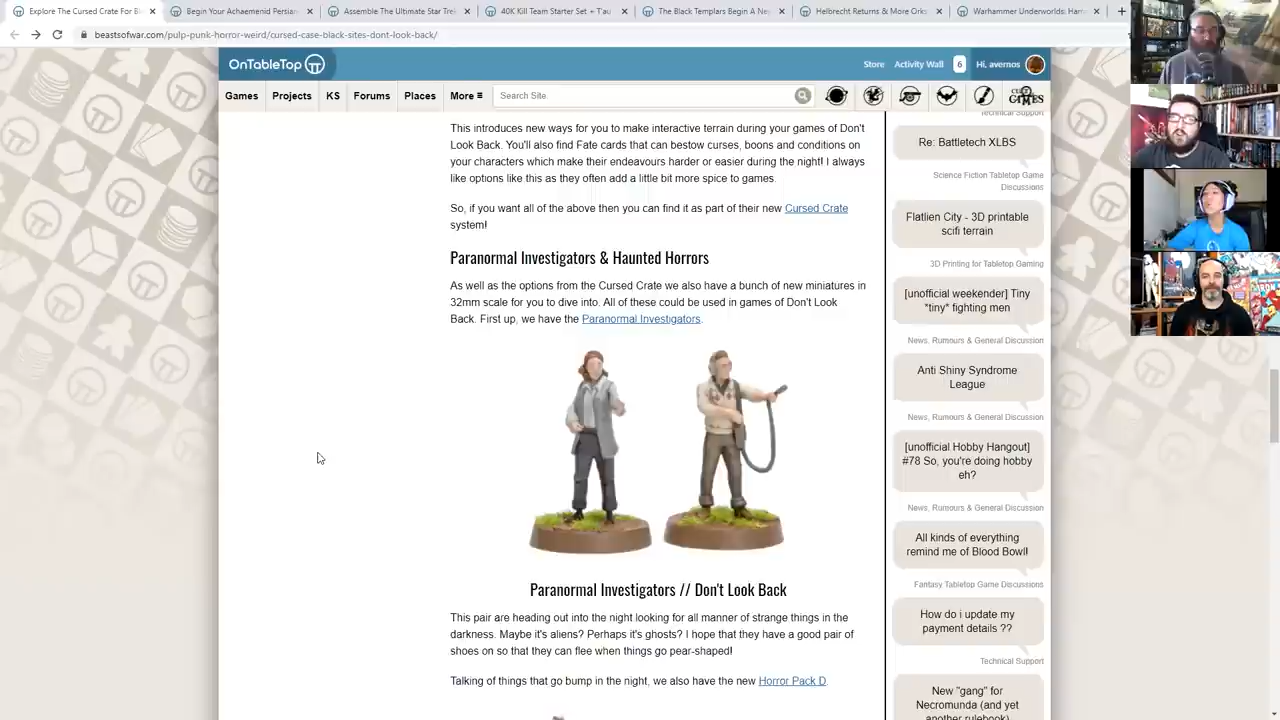 Explore The Cursed Crate For Bl
Begin Your Achaemenid Persian
Assemble The Ultimate Star Trek
40K Kill Team Starter Set + T'au
The Black Templars Begin A Ne
Helbrecht Returns & More Orks
Warhammer Underworlds: Harr
beastsofwar.com/pulp-punk-horror-weird/cursed-case-black-sites-dont-look-back/
OnTableTop
Store
Activity Wall
6
Hi, avernos
Games
Projects
KS
Forums
Places
More
Search Site
GAMES
This introduces new ways for you to make interactive terrain during your games of Don't
Look Back. You'll also find Fate cards that can bestow curses, boons and conditions on
your characters which make their endeavours harder or easier during the night! I always
like options like this as they often add a little bit more spice to games.
So, if you want all of the above then you can find it as part of their new Cursed Crate
system!
Paranormal Investigators & Haunted Horrors
As well as the options from the Cursed Crate we also have a bunch of new miniatures in
32mm scale for you to dive into. All of these could be used in games of Don't Look
Back. First up, we have the Paranormal Investigators.
Paranormal Investigators // Don't Look Back
This pair are heading out into the night looking for all manner of strange things in the
darkness. Maybe it's aliens? Perhaps it's ghosts? I hope that they have a good pair of
shoes on so that they can flee when things go pear-shaped!
Talking of things that go bump in the night, we also have the new Horror Pack D.
Technical Support
Re: Battletech XLBS
Science Fiction Tabletop Game
Discussions
Flatlien City - 3D printable
scifi terrain
3D Printing for Tabletop Gaming
[unofficial weekender] Tiny
*tiny* fighting men
News, Rumours & General Discussion
Anti Shiny Syndrome
League
News, Rumours & General Discussion
[unofficial Hobby Hangout]
#78 So, you're doing hobby
eh?
News, Rumours & General Discussion
All kinds of everything
remind me of Blood Bowl!
Fantasy Tabletop Game Discussions
How do i update my
payment details ??
Technical Support
New "gang" for
Necromunda (and yet
another rulebook)